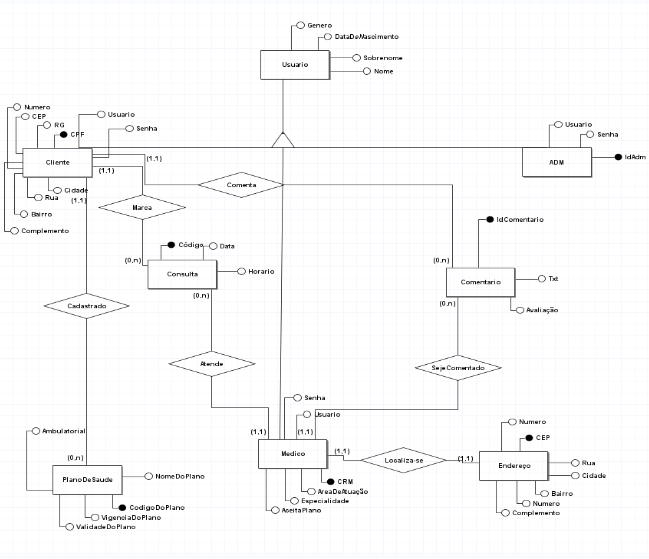 Genero
DataDeNascimento
Sobrenome
Usuario
Nome
Numero
CEP
RG
CPF
Usuario
Senha
Cliente
(1.1)
(1.1)
Cidade
Rua
(1.1)
Bairro
Complemento
Usuario
Senha
IdAdm
ADM
Comenta
Marca
IdComentario
(0.n)
Código
Data
Consulta
Horario
(0.n)
(0.n)
Comentario
Txt
(0.n)
Avaliação
Cadastrado
Atende
SejeComentado
Senha
Usuario
(1.1)
(1.1)
Ambulatorial
(0.n)
Medico
(1.1)
Localiza-se
(1.1)
Numero
CEP
Endereço
Rua
Cidade
Bairro
Numero
Complemento
PlanoDeSaude
NomeDoPlano
CodigoDoPlano
VigenciaDoPlano
ValidadeDoPlano
CRM
AreaDeAtuação
Especialidade
AceitaPlano